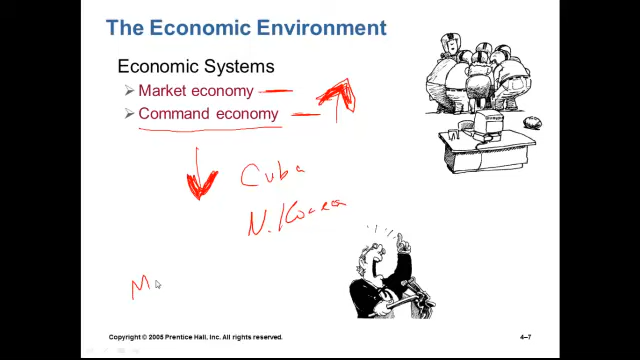 The Economic Environment
Economic Systems
Market economy
Command economy
Cuba
N. Korea
M
Copyright © 2005 Prentice Hall, Inc. All rights reserved.
4–7